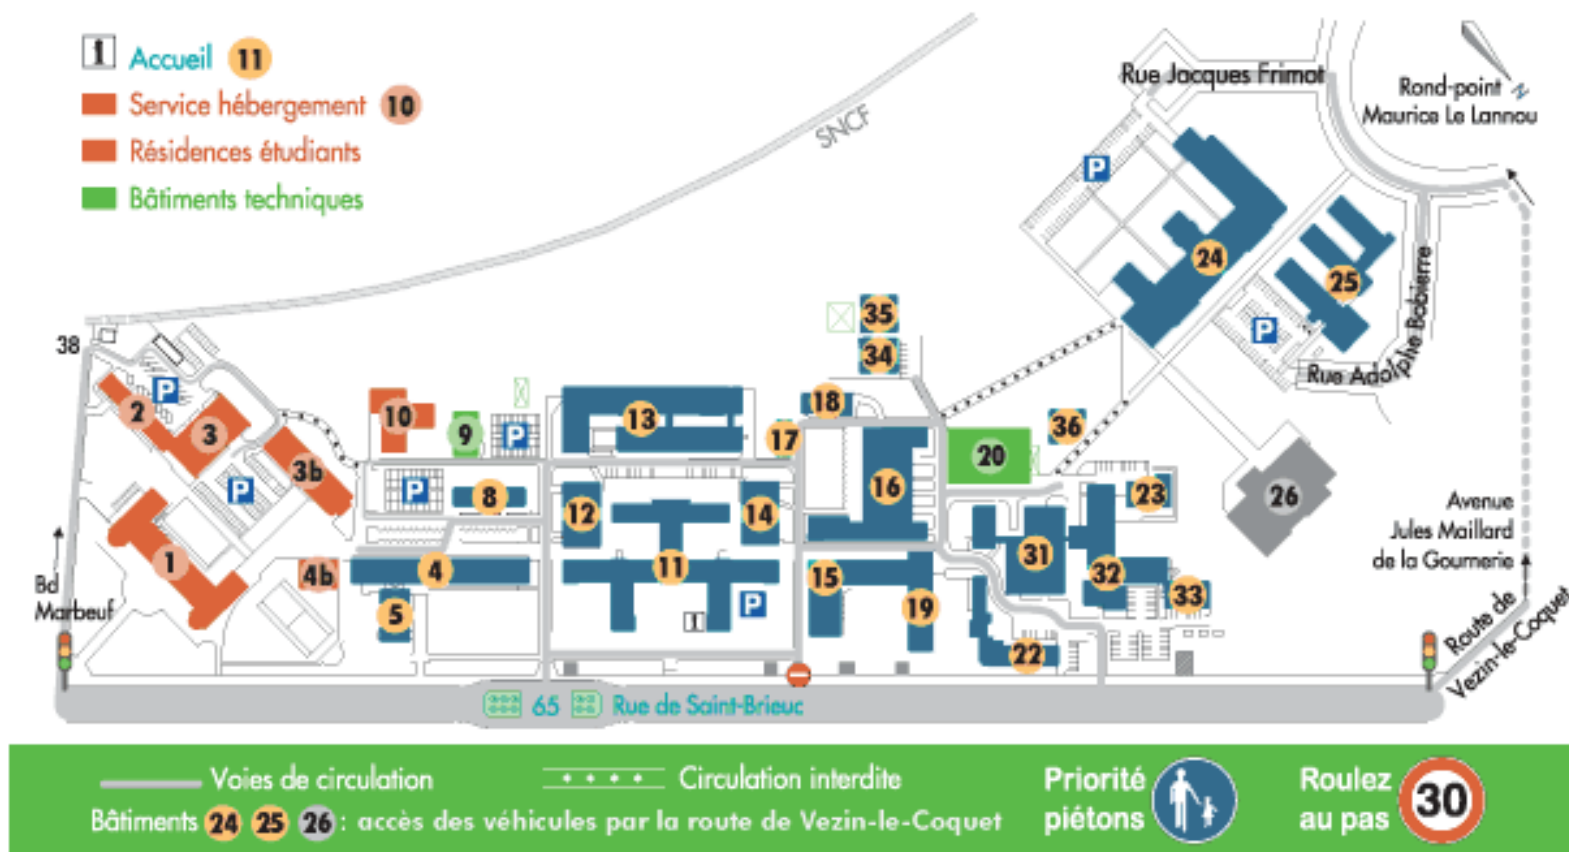 i Accueil 11
Service hébergement 10
Résidences étudiants
Bâtiments techniques
SNCF
Rue Jacques Frimot
Rond-point
Maurice Le Lannou
N
P
24
25
P
Rue Adolphe Bobierre
35
34
38
P
2
3
3b
10
9
P
13
18
17
36
P
P
8
12
14
16
20
23
26
1
4b
4
5
11
i
P
15
19
31
32
33
22
Bd
Marbeuf
Avenue
Jules Maillard
de la Gournerie
Route de
Vezin-le-Coquet
65 Rue de Saint-Brieuc
Voies de circulation
Circulation interdite
Bâtiments 24 25 26 : accès des véhicules par la route de Vezin-le-Coquet
Priorité
piétons
Roulez
au pas
30